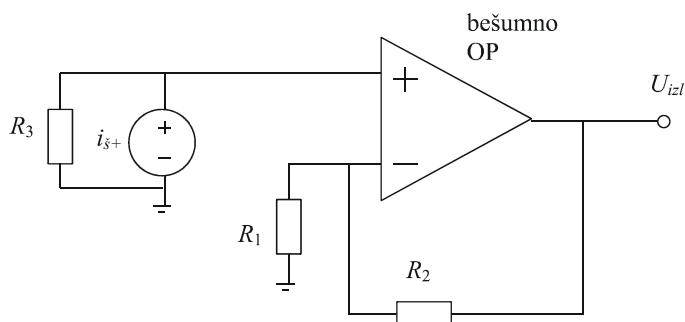 bešumno
OP
U_izl
R_3
i_š+
+
−
+
−
R_1
R_2